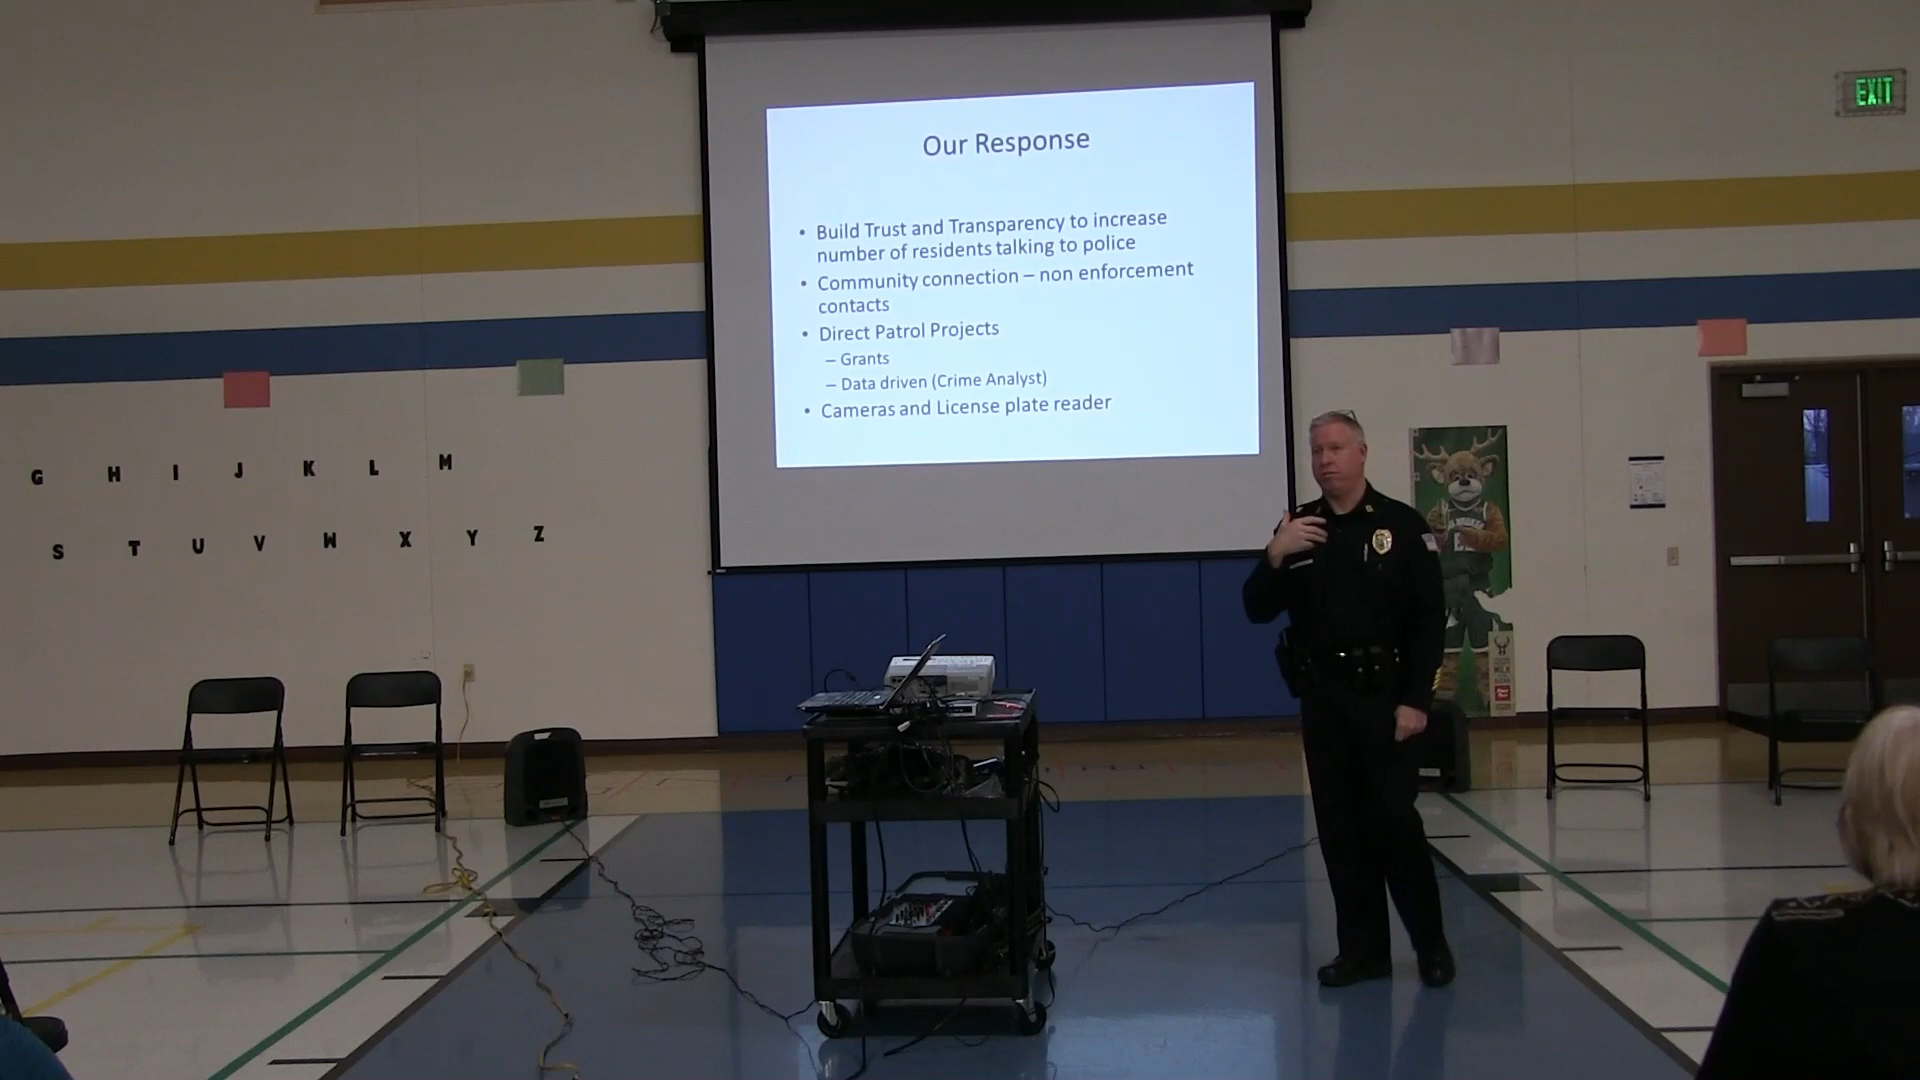 EXIT
Our Response
• Build Trust and Transparency to increase
number of residents talking to police
• Community connection – non enforcement
contacts
• Direct Patrol Projects
– Grants
– Data driven (Crime Analyst)
• Cameras and License plate reader
G H I J K L M
S T U V W X Y Z
MILK